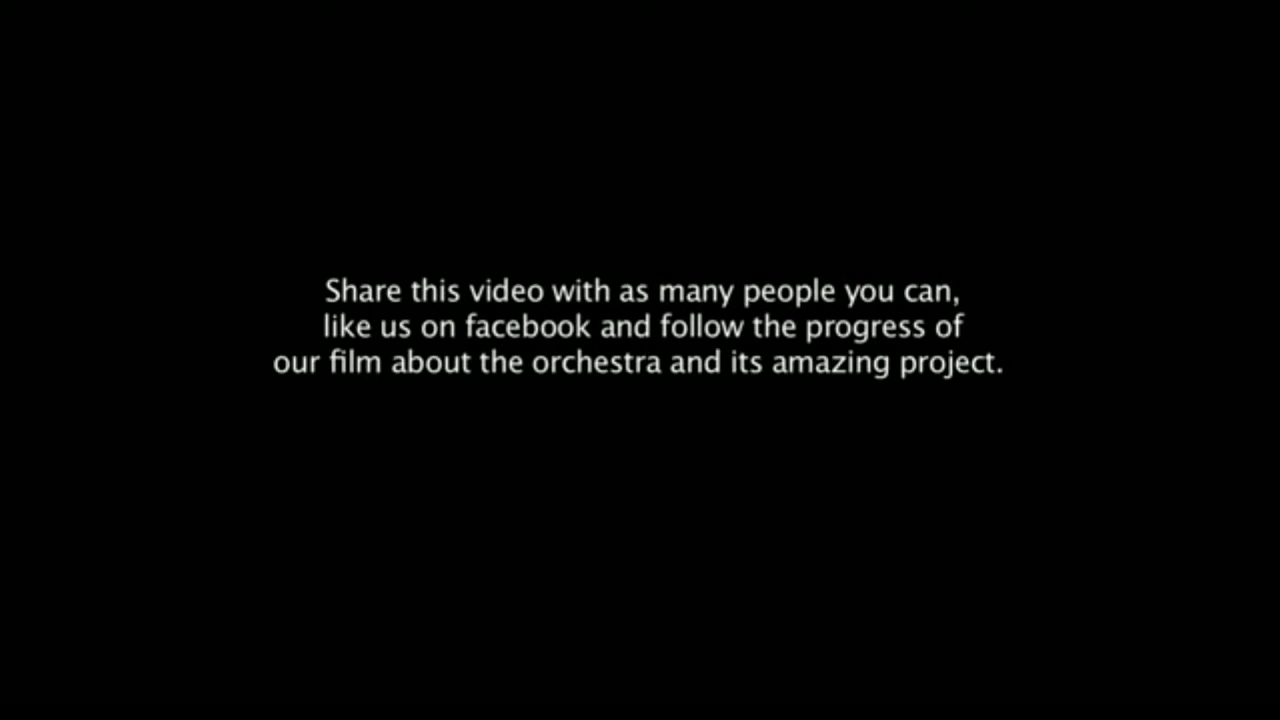 Share this video with as many people you can,
like us on facebook and follow the progress of
our film about the orchestra and its amazing project.